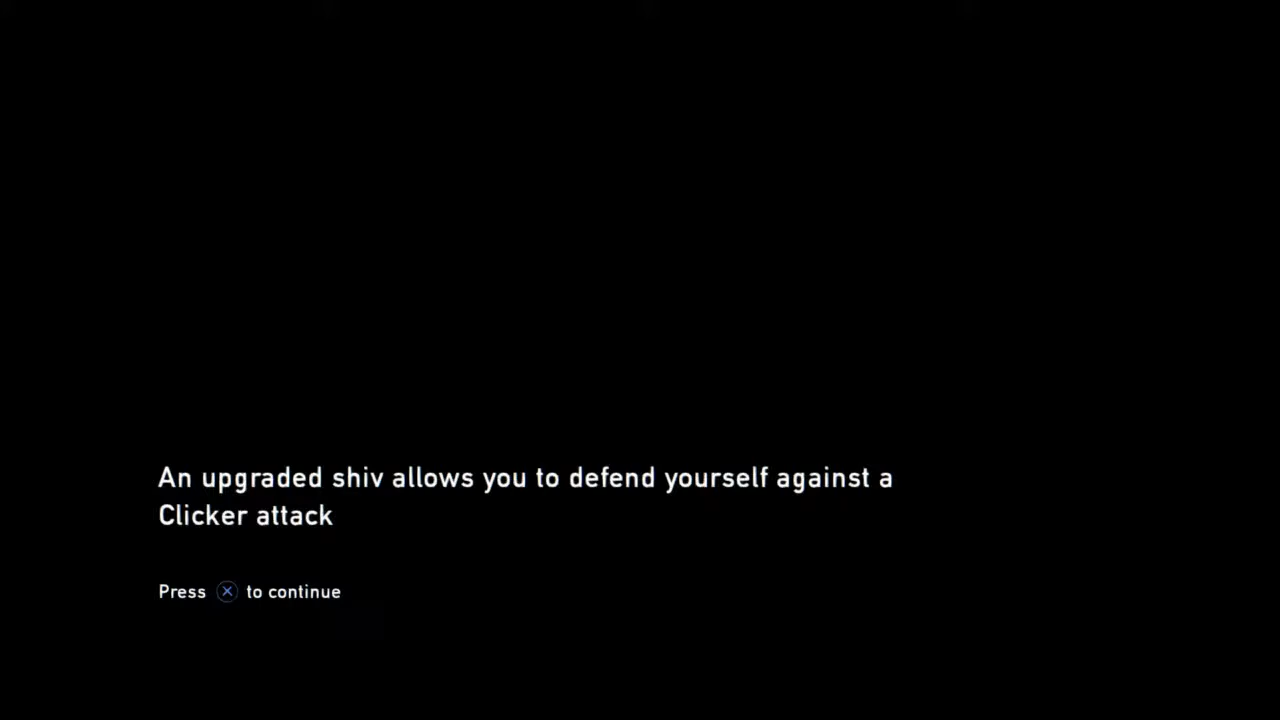 An upgraded shiv allows you to defend yourself against a
Clicker attack
Press ⓧ to continue